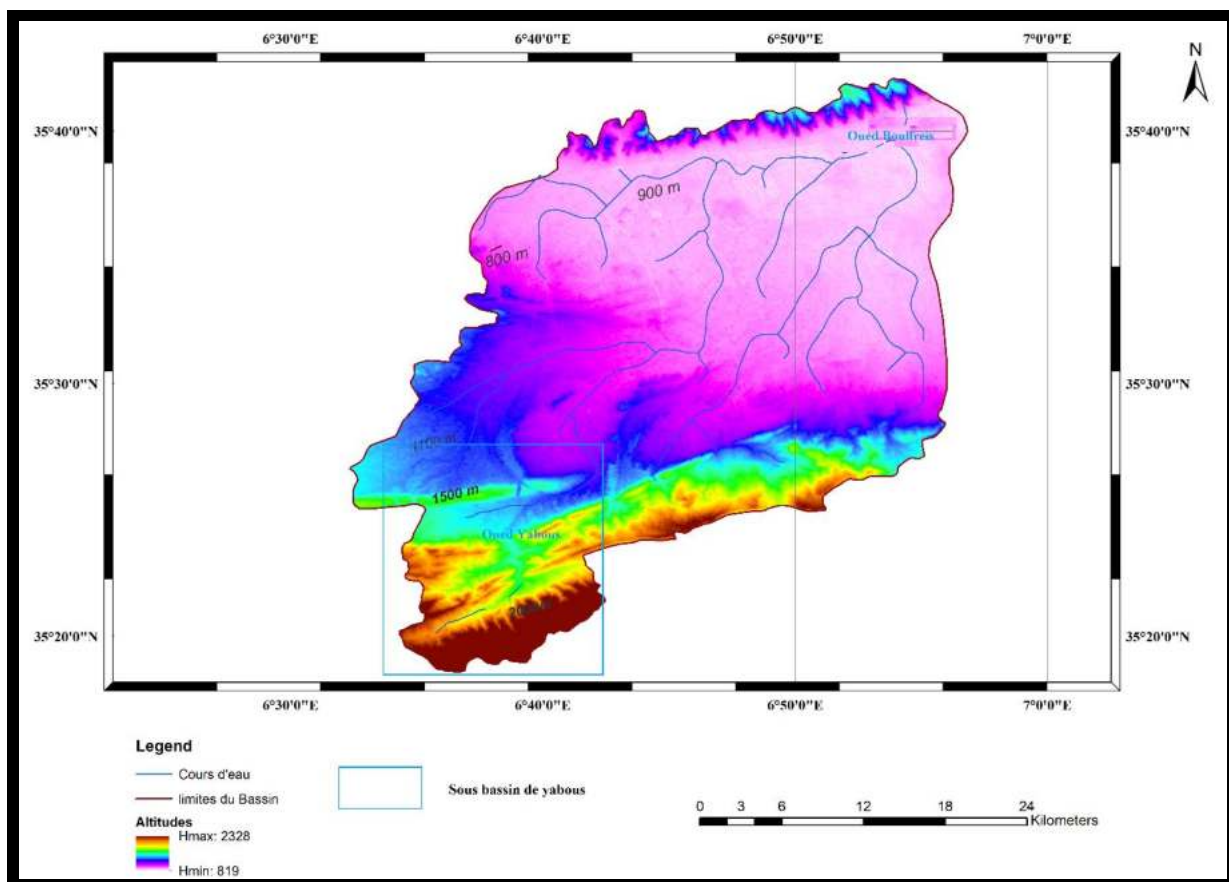 6°30'0"E 6°40'0"E 6°50'0"E 7°0'0"E
N
35°40'0"N 35°40'0"N
Oued Boulfreis
900 m
800 m
35°30'0"N 35°30'0"N
1100 m
1500 m
Oued Yabous
2000 m
35°20'0"N 35°20'0"N
6°30'0"E 6°40'0"E 6°50'0"E 7°0'0"E
Legend
Cours d'eau
limites du Bassin
Sous bassin de yabous
Altitudes
Hmax: 2328
Hmin: 819
0 3 6 12 18 24
Kilometers